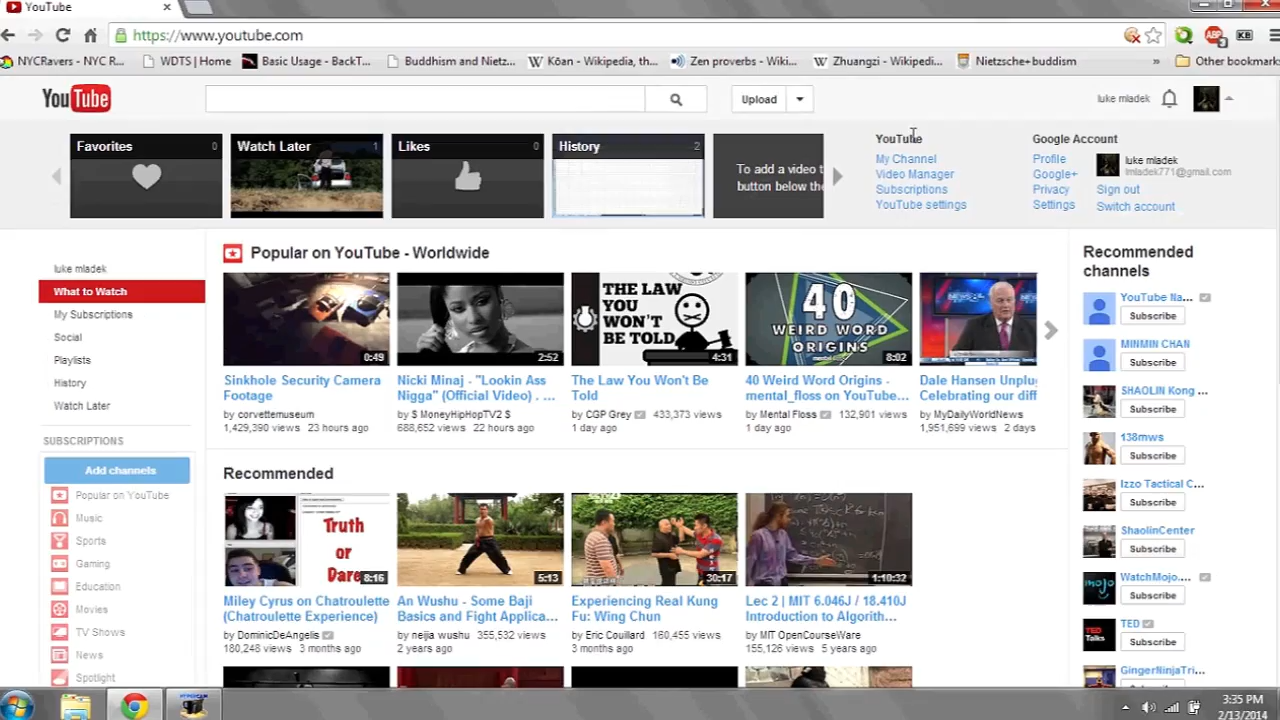 YouTube
https://www.youtube.com
NYCRavers - NYC R...
WDTS | Home
Basic Usage - BackT...
Buddhism and Nietz...
Kōan - Wikipedia, th...
Zen proverbs - Wiki...
Zhuangzi - Wikipedi...
Nietzsche+buddism
»
Other bookmarks
ABP
3
KB
YouTube
Upload
luke mladek
Favorites 0
Watch Later 1
Likes 0
History 2
To add a video t
button below the
YouTube
My Channel
Video Manager
Subscriptions
YouTube settings
Google Account
Profile
Google+
Privacy
Settings
luke mladek
lmladek771@gmail.com
Sign out
Switch account
luke mladek
What to Watch
My Subscriptions
Social
Playlists
History
Watch Later
SUBSCRIPTIONS
Add channels
Popular on YouTube
Music
Sports
Gaming
Education
Movies
TV Shows
News
Spotlight
Popular on YouTube - Worldwide
0:49
Sinkhole Security Camera
Footage
by corvettemuseum
1,429,390 views 23 hours ago
2:52
Nicki Minaj - "Lookin Ass
Nigga" (Official Video) . ...
by $ MoneyHipHopTV2 $
688,652 views 22 hours ago
THE LAW
YOU
WON'T
BE TOLD
4:31
The Law You Won't Be
Told
by CGP Grey 433,373 views
1 day ago
40
WEIRD WORD
ORIGINS
8:02
40 Weird Word Origins -
mental_floss on YouTube...
by Mental Floss 132,901 views
1 day ago
Dale Hansen Unplug
Celebrating our diff
by MyDailyWorldNews
1,951,699 views 2 days
Recommended
Truth
or
Dare
8:16
Miley Cyrus on Chatroulette
(Chatroulette Experience)
by DominicDeAngelis
180,248 views 3 months ago
5:13
An Wushu - Some Baji
Basics and Fight Applica...
by neija wushu 355,532 views
2 years ago
30:17
Experiencing Real Kung
Fu: Wing Chun
by Eric Couillard 160,455 views
3 months ago
1:10:32
Lec 2 | MIT 6.046J / 18.410J
Introduction to Algorith...
by MIT OpenCourseWare
155,126 views 5 years ago
Recommended
channels
YouTube Na...
Subscribe
MINMIN CHAN
Subscribe
SHAOLIN Kong ...
Subscribe
138mws
Subscribe
Izzo Tactical C...
Subscribe
ShaolinCenter
Subscribe
mojo
WatchMojo....
Subscribe
TED
Talks
TED
Subscribe
GingerNinjaTri...
3:35 PM
2/13/2014